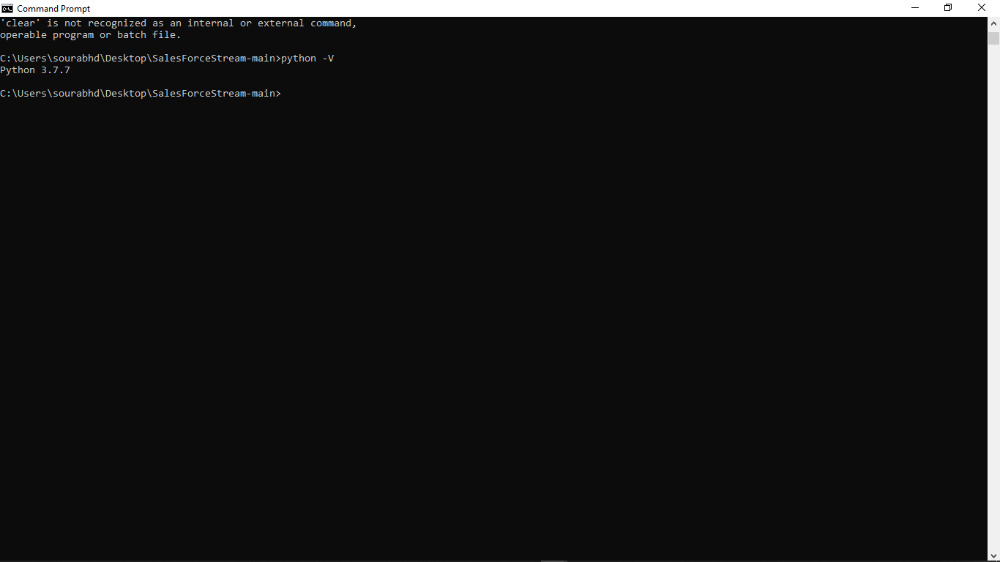 Command Prompt
'clear' is not recognized as an internal or external command,
operable program or batch file.
C:\Users\sourabhd\Desktop\SalesForceStream-main>python -V
Python 3.7.7
C:\Users\sourabhd\Desktop\SalesForceStream-main>